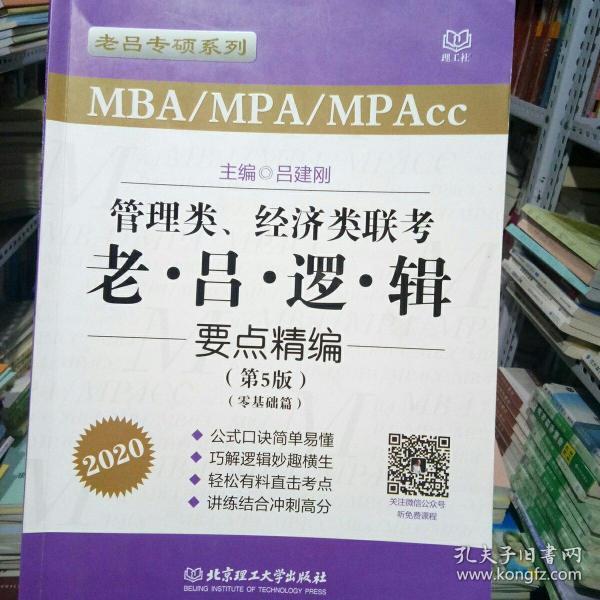 老吕专硕系列
理工社
MBA/MPA/MPAcc
主编◎吕建刚
管理类、经济类联考
老·吕·逻·辑
要点精编
(第5版)
(零基础篇)
2020
◆ 公式口诀简单易懂
◆ 巧解逻辑妙趣横生
◆ 轻松有料直击考点
◆ 讲练结合冲刺高分
关注微信公众号
听免费课程
北京理工大学出版社
BEIJING INSTITUTE OF TECHNOLOGY PRESS
孔夫子旧书网
www.kongfz.com